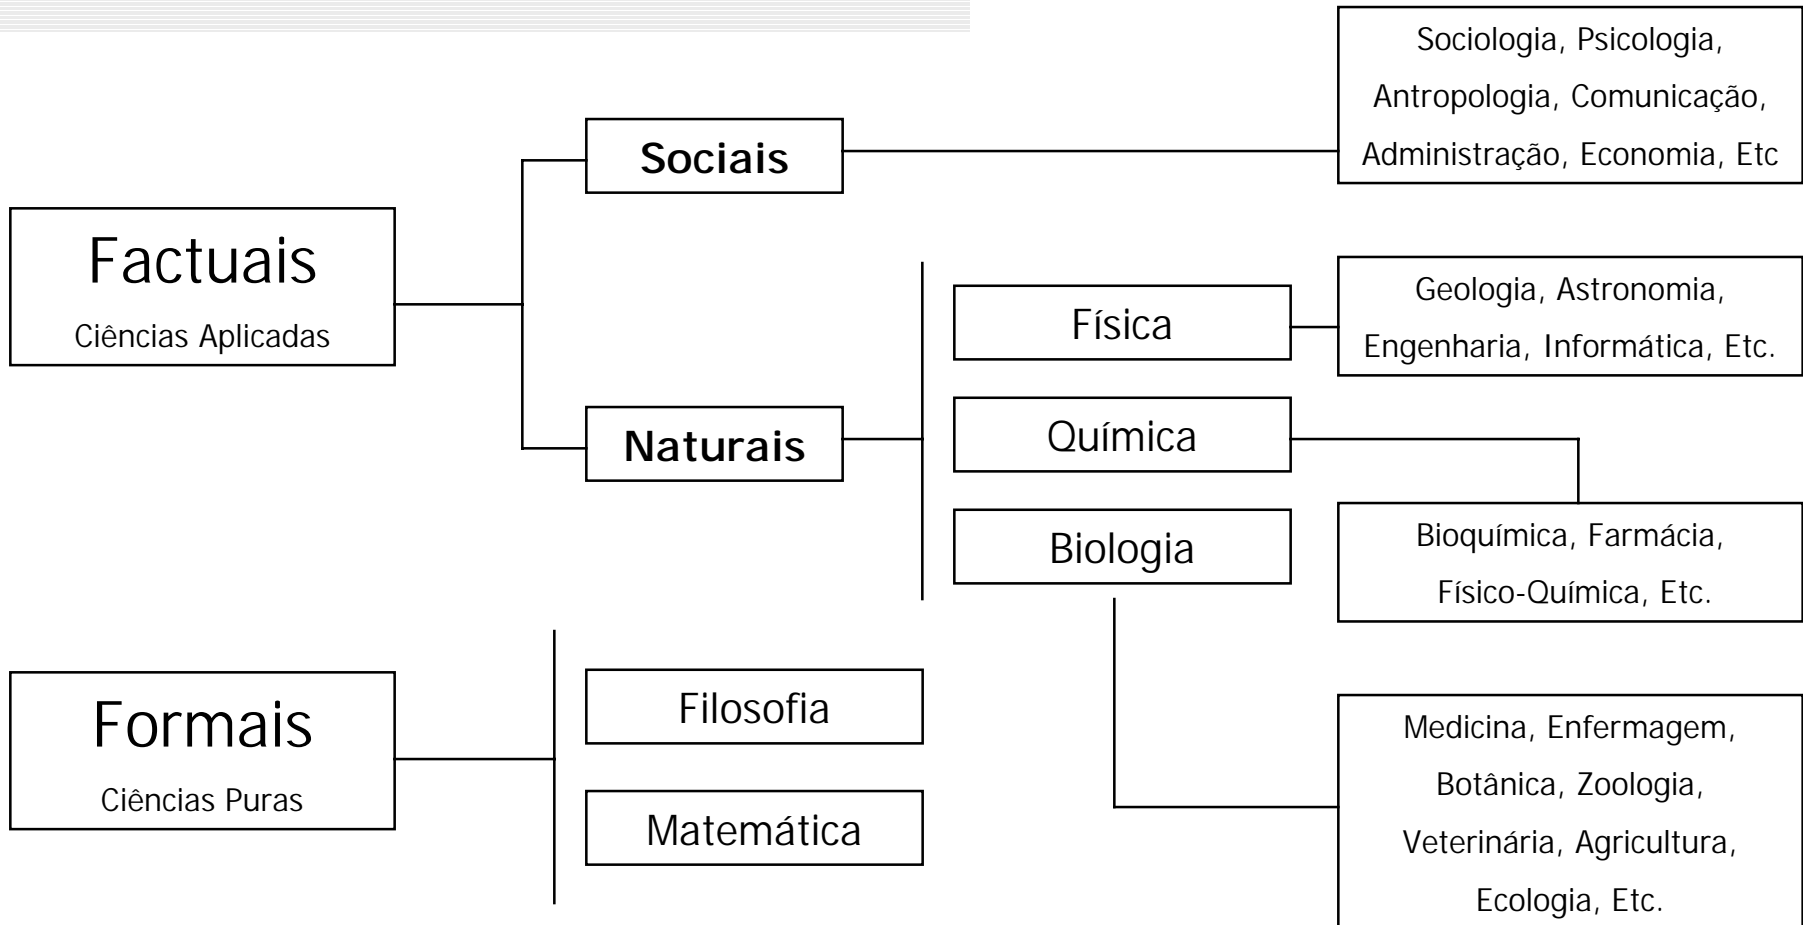 Sociologia, Psicologia,
Antropologia, Comunicação,
Administração, Economia, Etc
Sociais
Factuais
Ciências Aplicadas
Naturais
Física
Geologia, Astronomia,
Engenharia, Informática, Etc.
Química
Bioquímica, Farmácia,
Físico-Química, Etc.
Biologia
Medicina, Enfermagem,
Botânica, Zoologia,
Veterinária, Agricultura,
Ecologia, Etc.
Formais
Ciências Puras
Filosofia
Matemática